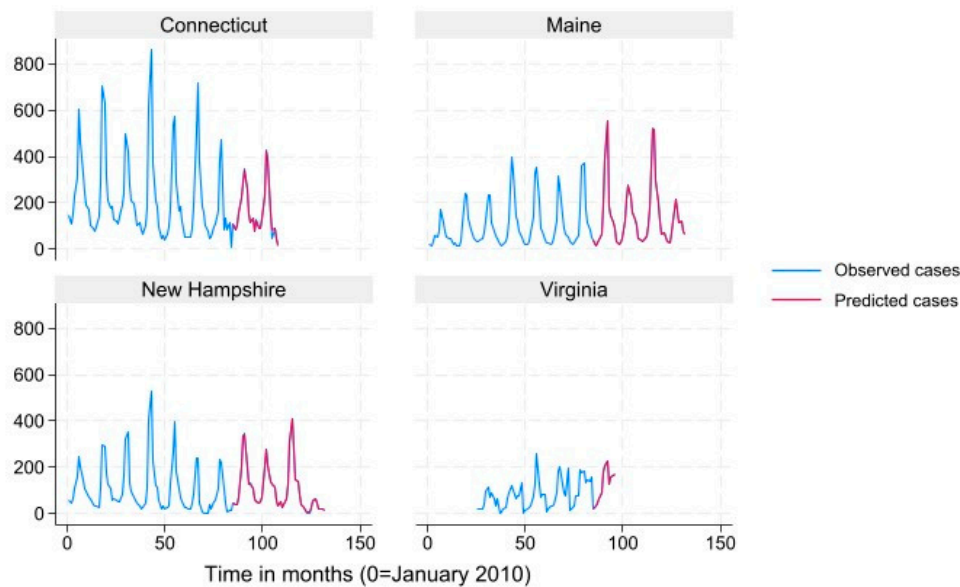 Connecticut
Maine
800
600
400
200
0
Observed cases
Predicted cases
New Hampshire
Virginia
800
600
400
200
0
0 50 100 150
0 50 100 150
Time in months (0=January 2010)